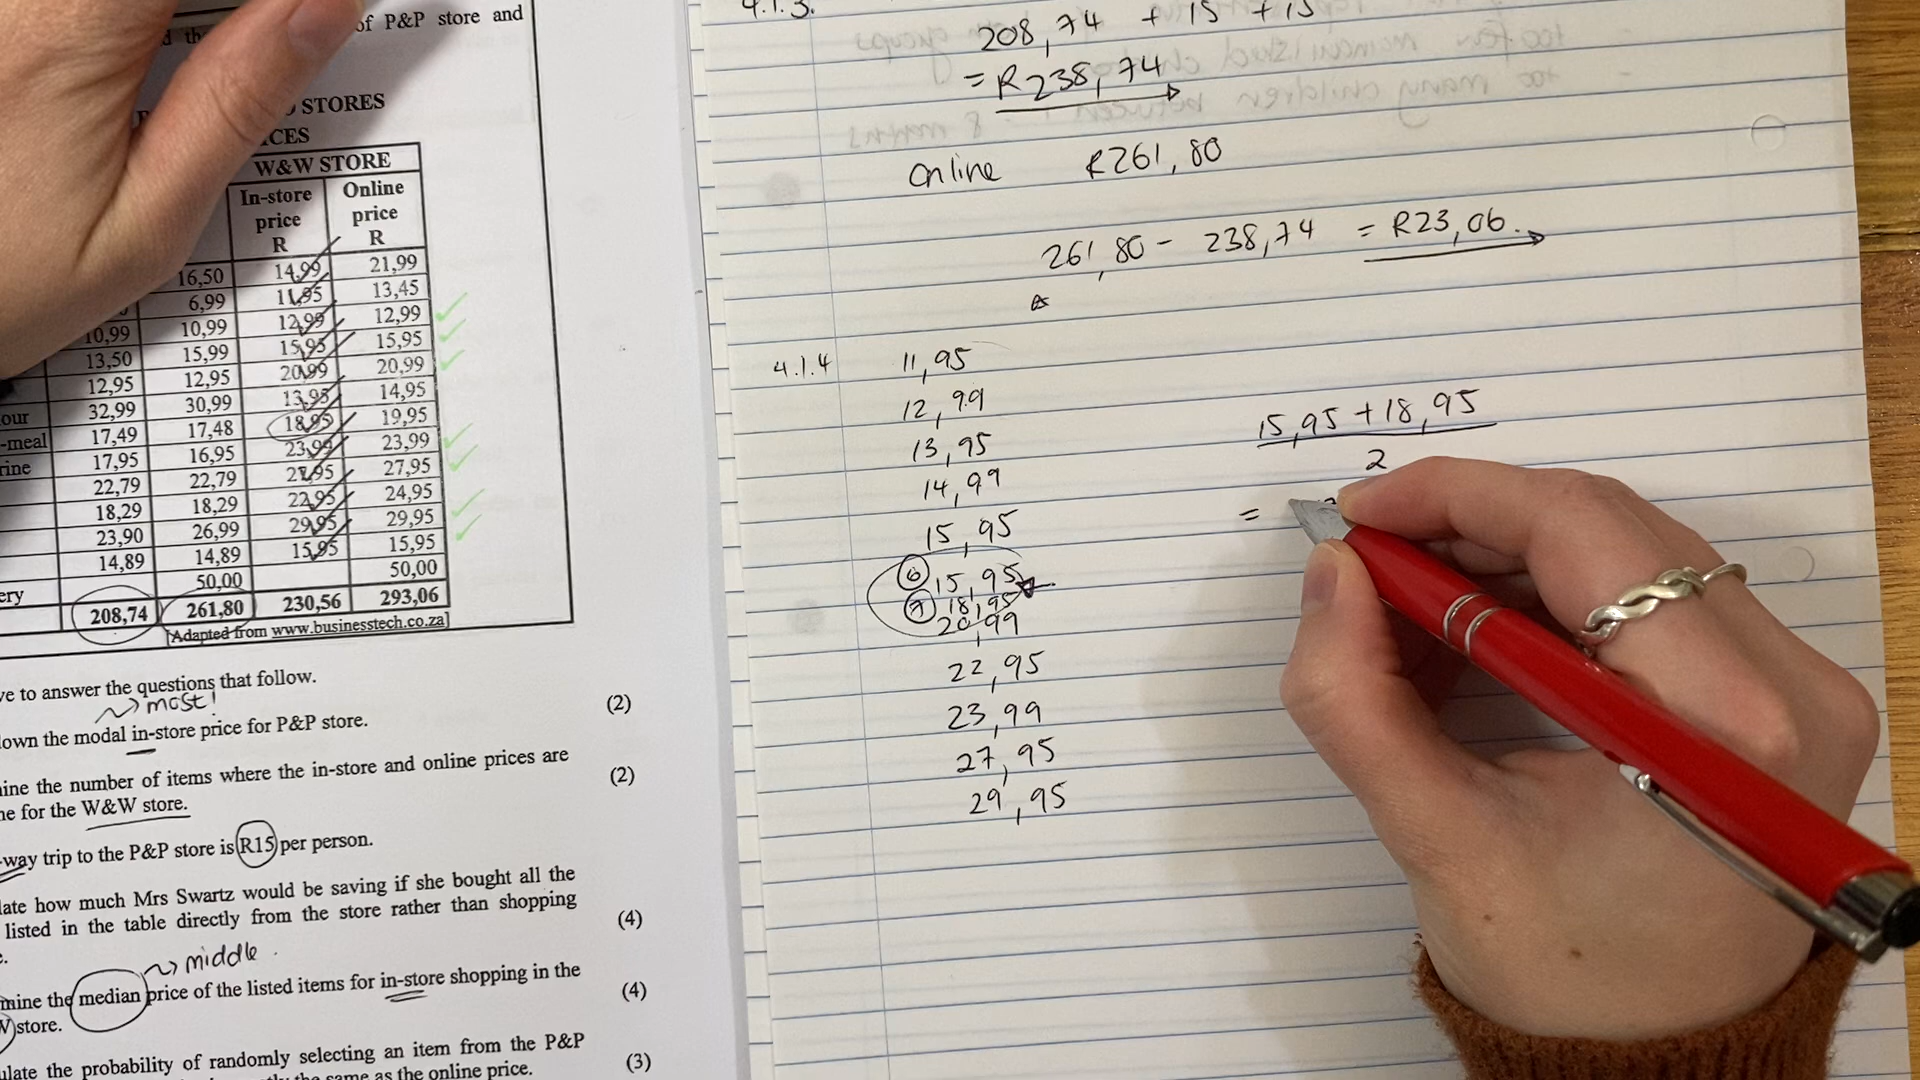 of P&P store and
STORES
W&W STORE
In-store price R
Online price R
16,50 14,99 21,99
6,99 11,95 13,45
10,99 10,99 12,99 12,99
13,50 15,99 15,95 15,95
12,95 12,95 20,99 20,99
32,99 30,99 13,95 14,95
17,49 17,48 18,95 19,95
17,95 16,95 23,99 23,99
22,79 22,79 27,95 27,95
18,29 18,29 22,95 24,95
23,90 26,99 29,95 29,95
14,89 14,89 15,95 15,95
50,00 50,00
208,74 261,80 230,56 293,06
[Adapted from www.businesstech.co.za]
to answer the questions that follow.
most!
the modal in-store price for P&P store. (2)
the number of items where the in-store and online prices are
for the W&W store. (2)
way trip to the P&P store is R15 per person.
how much Mrs Swartz would be saving if she bought all the
listed in the table directly from the store rather than shopping
(4)
middle
the median price of the listed items for in-store shopping in the
store. (4)
the probability of randomly selecting an item from the P&P
the same as the online price. (3)
4.1.3.
208,74 + 15 + 15
= R238,74
Online R261,80
261,80 - 238,74 = R23,06.
4.1.4
11,95
12,99
13,95
14,99
15,95
6 15,95
7 18,95
20,99
22,95
23,99
27,95
29,95
15,95 + 18,95
2
=